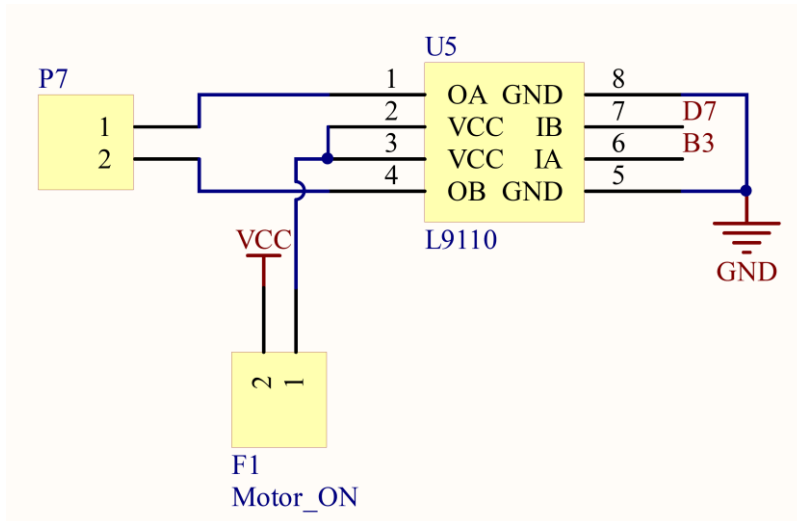 U5
P7
1
2
1 OA GND 8
2 VCC IB 7 D7
3 VCC IA 6 B3
4 OB GND 5
L9110
VCC
GND
2 1
F1
Motor_ON